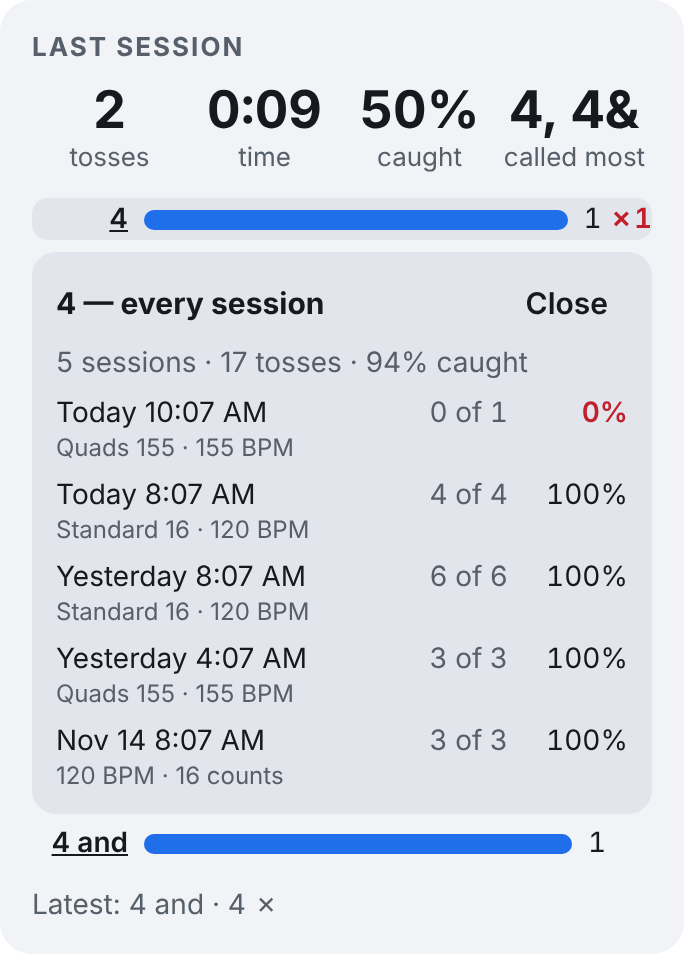 LAST SESSION
2 0:09 50% 4, 4&
tosses time caught called most
4 1 ×1
4 — every session Close
5 sessions · 17 tosses · 94% caught
Today 10:07 AM 0 of 1 0%
Quads 155 · 155 BPM
Today 8:07 AM 4 of 4 100%
Standard 16 · 120 BPM
Yesterday 8:07 AM 6 of 6 100%
Standard 16 · 120 BPM
Yesterday 4:07 AM 3 of 3 100%
Quads 155 · 155 BPM
Nov 14 8:07 AM 3 of 3 100%
120 BPM · 16 counts
4 and 1
Latest: 4 and · 4 ×